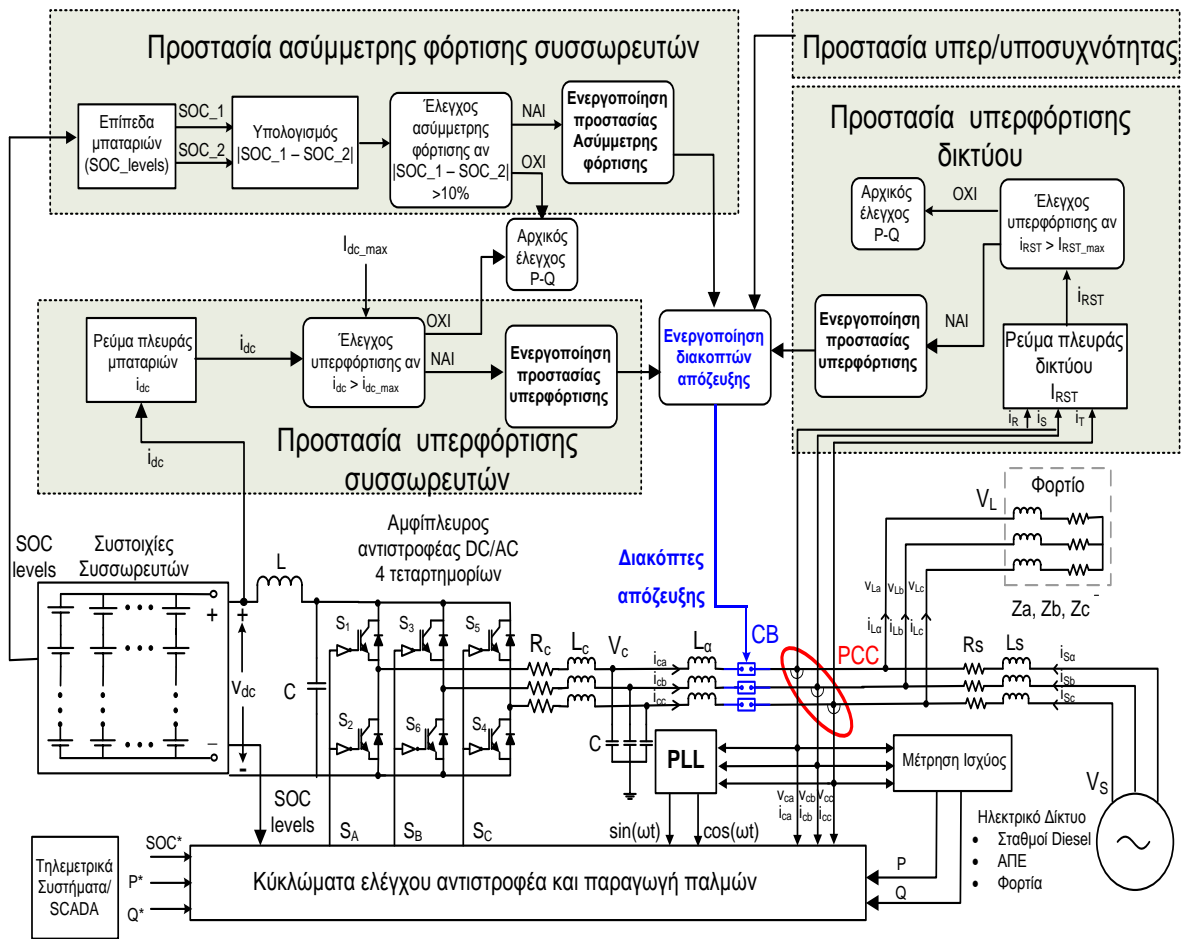 Προστασία ασύμμετρης φόρτισης συσσωρευτών
Επίπεδα
μπαταριών
(SOC_levels)
SOC_1
SOC_2
Υπολογισμός
|SOC_1 – SOC_2|
Έλεγχος
ασύμμετρης
φόρτισης αν
|SOC_1 – SOC_2|
>10%
ΝΑΙ
ΟΧΙ
Ενεργοποίηση
προστασίας
Ασύμμετρης
φόρτισης
Αρχικός
έλεγχος
P-Q
Προστασία υπερ/υποσυχνότητας
Προστασία υπερφόρτισης
δικτύου
Αρχικός
έλεγχος
P-Q
ΟΧΙ
Έλεγχος
υπερφόρτισης αν
iRST > IRST_max
iRST
ΝΑΙ
Ενεργοποίηση
προστασίας
υπερφόρτισης
Ρεύμα πλευράς
δικτύου
IRST
iR iS iT
Idc_max
Ρεύμα πλευράς
μπαταριών
idc
idc
Έλεγχος
υπερφόρτισης αν
idc > idc_max
ΟΧΙ
ΝΑΙ
Ενεργοποίηση
προστασίας
υπερφόρτισης
Ενεργοποίηση
διακοπτών
απόζευξης
idc
Προστασία υπερφόρτισης
συσσωρευτών
SOC
levels
Συστοιχίες
Συσσωρευτών
+
–
+
Vdc
-
L
C
Αμφίπλευρος
αντιστροφέας DC/AC
4 τεταρτημορίων
S1
S3
S5
S2
S6
S4
Rc
Lc
Vc
C
ica
icb
icc
Lα
Διακόπτες
απόζευξης
CB
PCC
VL
Φορτίο
Za, Zb, Zc
vLa
vLb
vLc
iLα
iLb
iLc
Rs
Ls
iSα
iSb
iSc
PLL
Μέτρηση Ισχύος
VS
Ηλεκτρικό Δίκτυο
• Σταθμοί Diesel
• ΑΠΕ
• Φορτία
SOC
levels
SA
SB
SC
sin(ωt)
cos(ωt)
vca vcb vcc
ica icb icc
P
Q
Τηλεμετρικά
Συστήματα/
SCADA
SOC*
P*
Q*
Κύκλώματα ελέγχου αντιστροφέα και παραγωγή παλμών